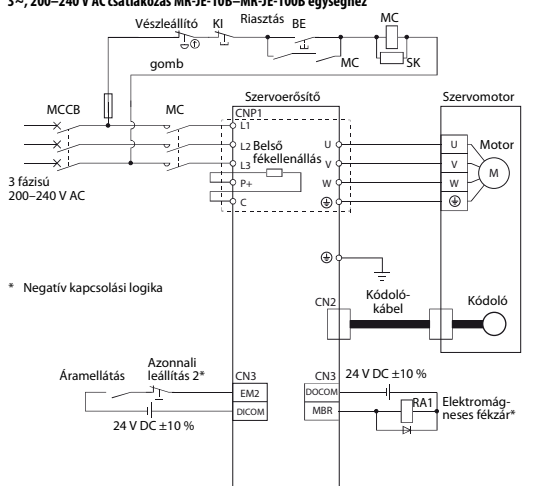 3~, 200–240 V AC csatlakozás MR-JE-10B–MR-JE-100B egységhez
Vészleállító KI Riasztás BE MC
gomb MC SK
Szervoerősítő Szervomotor
MCCB MC CNP1
L1
L2 Belső fékellenállás U U Motor
L3 V V M
3 fázisú
200–240 V AC
P+ W W
C
* Negatív kapcsolási logika
CN2 Kódoló-
kábel
Kódoló
Áramellátás Azonnali
leállítás 2*
CN3 CN3 24 V DC ±10 %
EM2 DOCOM
DICOM MBR RA1 Elektromág-
neses fékzár*
24 V DC ±10 %